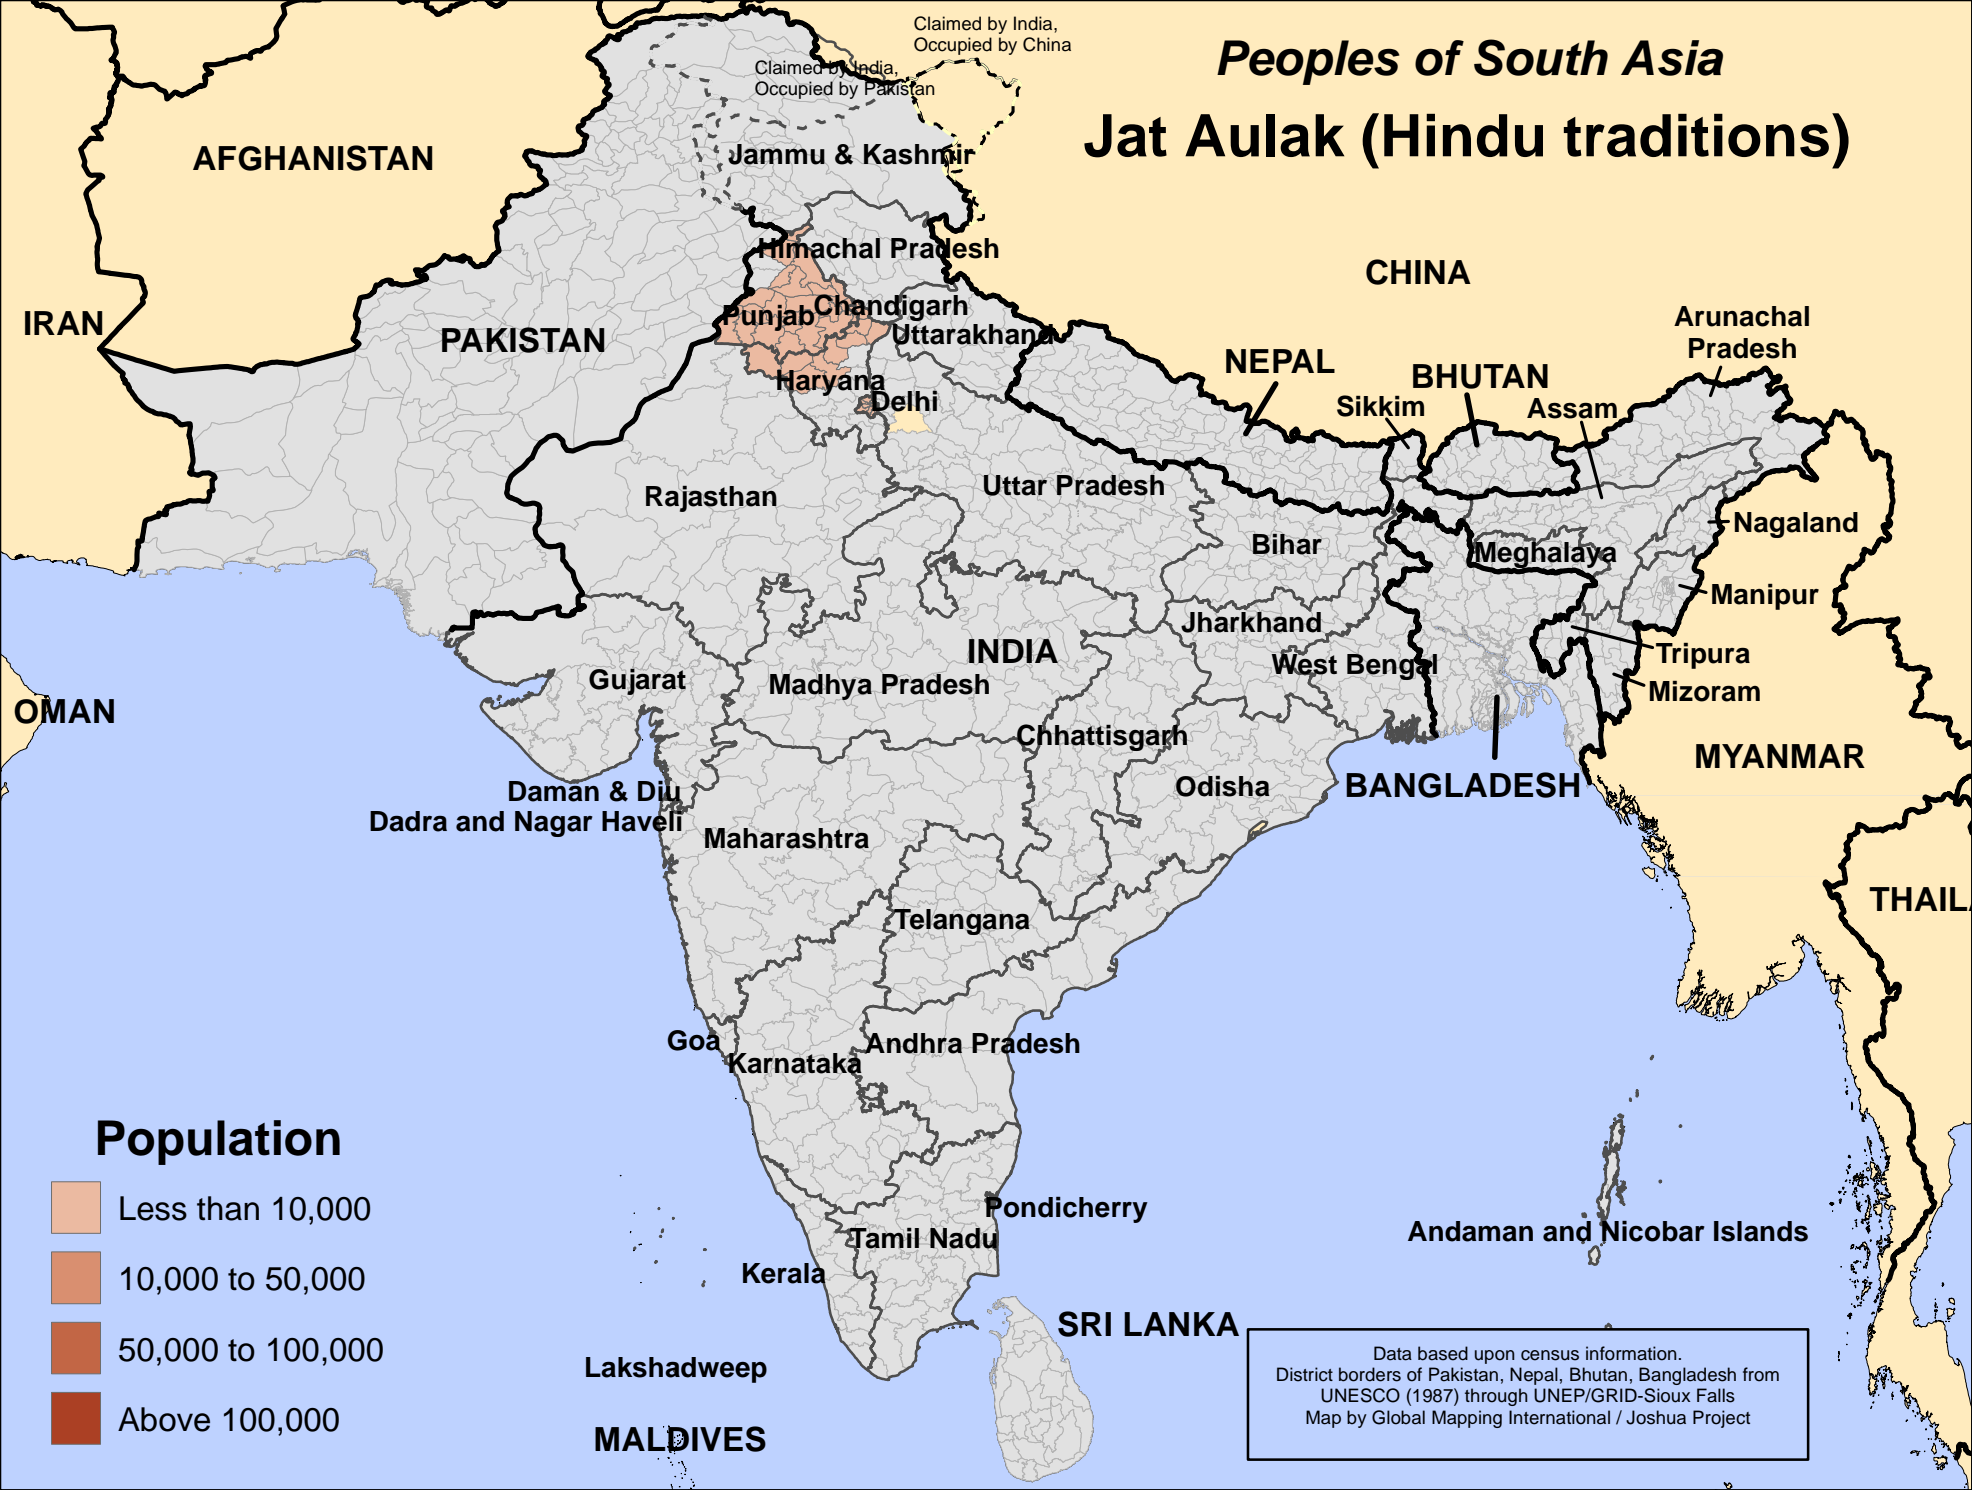 Claimed by India,
Occupied by China
Peoples of South Asia
Claimed by India,
Occupied by Pakistan
Jat Aulak (Hindu traditions)
AFGHANISTAN
Jammu & Kashmir
Himachal Pradesh
CHINA
IRAN
PAKISTAN
Punjab
Chandigarh
Uttarakhand
Arunachal
Pradesh
NEPAL
BHUTAN
Haryana
Delhi
Sikkim
Assam
Rajasthan
Uttar Pradesh
Bihar
Meghalaya
Nagaland
Manipur
Jharkhand
INDIA
West Bengal
Tripura
Gujarat
Madhya Pradesh
Mizoram
OMAN
Chhattisgarh
MYANMAR
Odisha
BANGLADESH
Daman & Diu
Dadra and Nagar Haveli
Maharashtra
THAILA
Telangana
Goa
Karnataka
Andhra Pradesh
Population
Less than 10,000
10,000 to 50,000
50,000 to 100,000
Above 100,000
Pondicherry
Tamil Nadu
Kerala
Andaman and Nicobar Islands
SRI LANKA
Lakshadweep
MALDIVES
Data based upon census information.
District borders of Pakistan, Nepal, Bhutan, Bangladesh from
UNESCO (1987) through UNEP/GRID-Sioux Falls
Map by Global Mapping International / Joshua Project